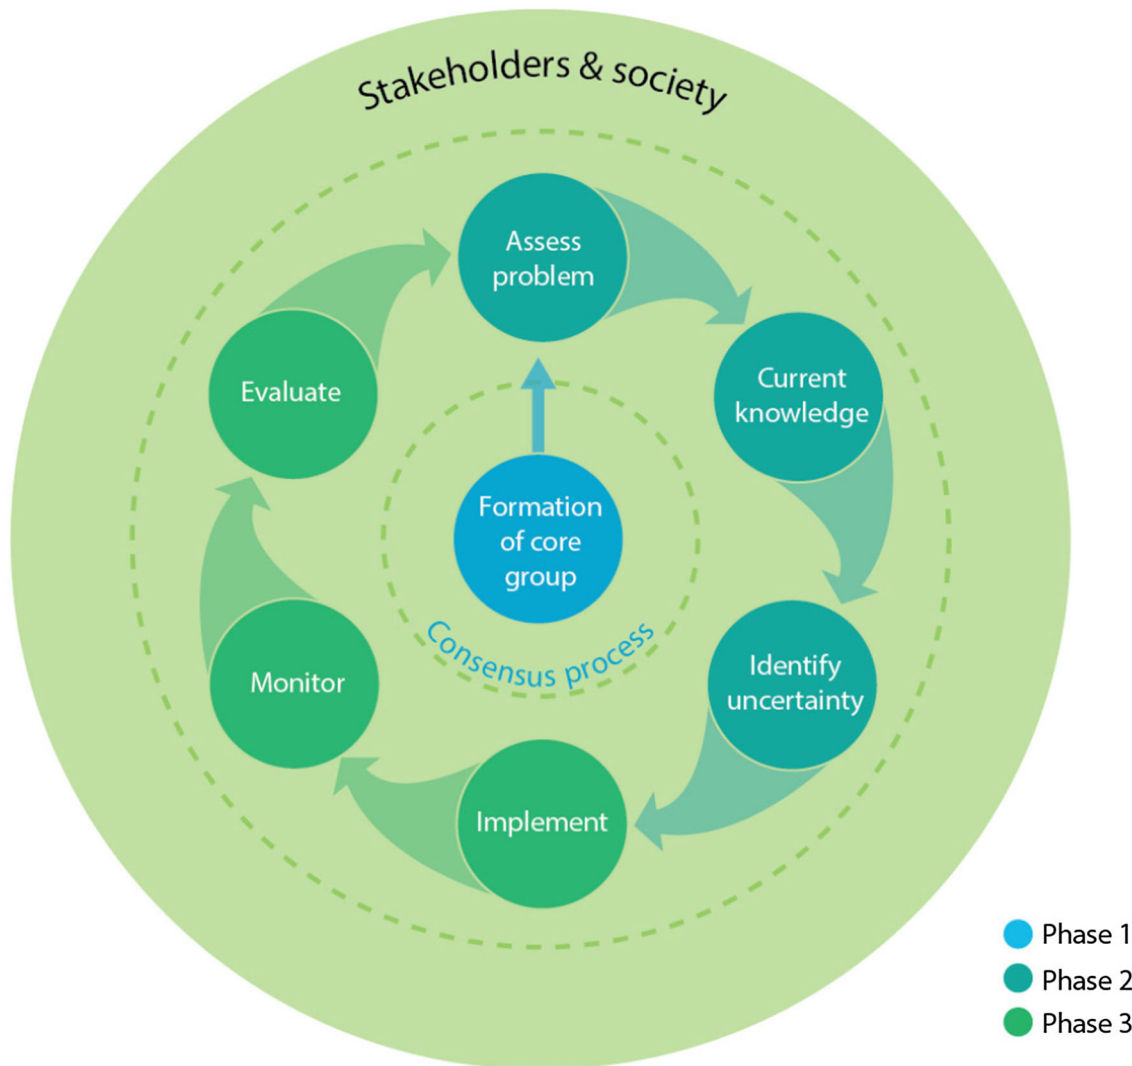 Stakeholders & society
Assess
problem
Current
knowledge
Evaluate
Formation
of core
group
Consensus process
Identify
uncertainty
Monitor
Implement
Phase 1
Phase 2
Phase 3